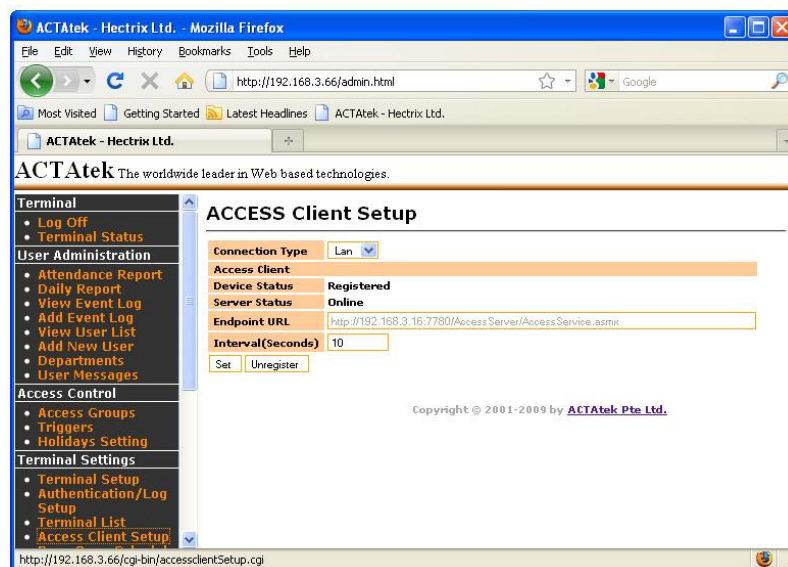 ACTAtek - Hectrix Ltd. - Mozilla Firefox
File Edit View History Bookmarks Tools Help
http://192.168.3.66/admin.html
Google
Most Visited Getting Started Latest Headlines ACTAtek - Hectrix Ltd.
ACTAtek - Hectrix Ltd.
ACTAtek The worldwide leader in Web based technologies.
Terminal
Log Off
Terminal Status
User Administration
Attendance Report
Daily Report
View Event Log
Add Event Log
View User List
Add New User
Departments
User Messages
Access Control
Access Groups
Triggers
Holidays Setting
Terminal Settings
Terminal Setup
Authentication/Log
Setup
Terminal List
Access Client Setup
ACCESS Client Setup
Connection Type Lan
Access Client
Device Status Registered
Server Status Online
Endpoint URL http://192.168.3.16:7780/AccessServer/AccessService.asmx
Interval(Seconds) 10
Set Unregister
Copyright © 2001-2009 by ACTAtek Pte Ltd.
http://192.168.3.66/cgi-bin/accessclientSetup.cgi